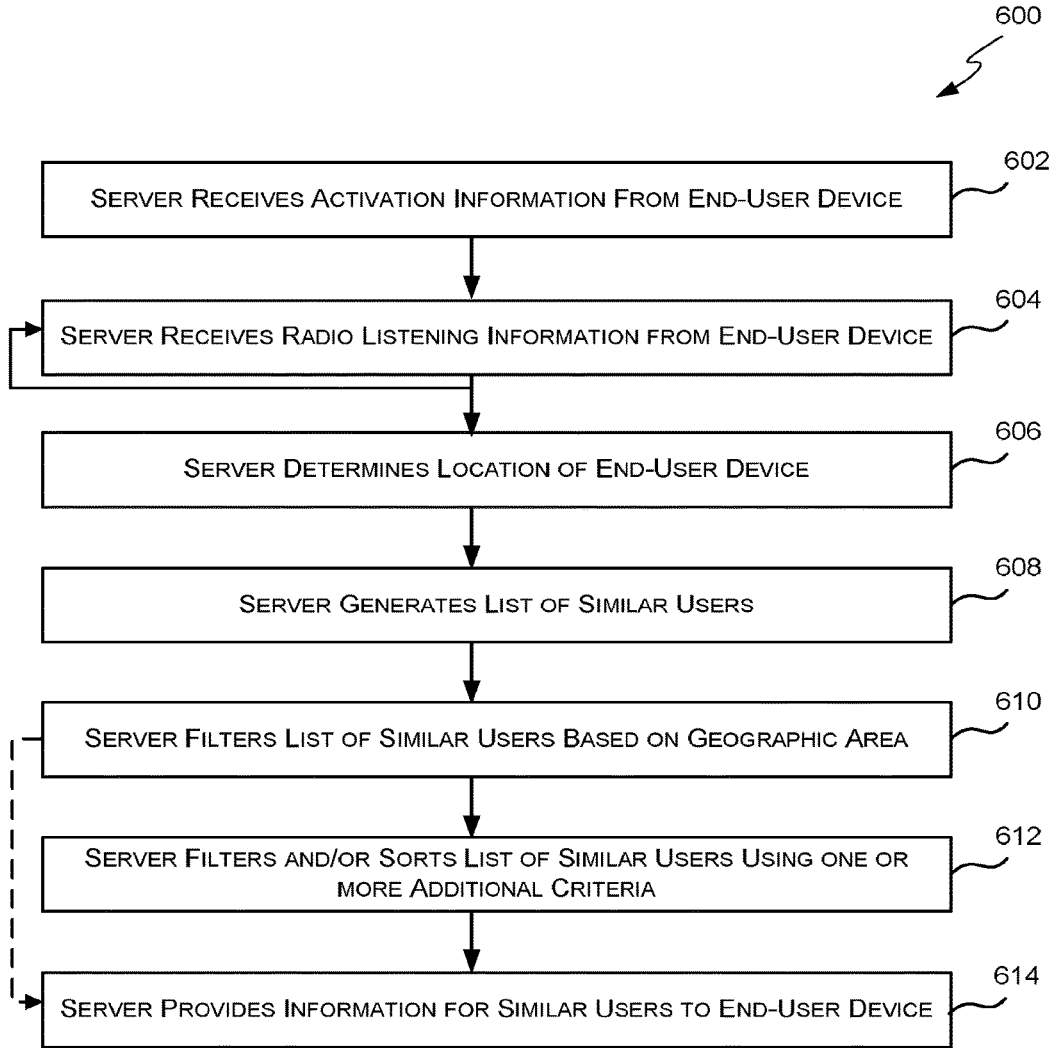 600
SERVER RECEIVES ACTIVATION INFORMATION FROM END-USER DEVICE
602
SERVER RECEIVES RADIO LISTENING INFORMATION FROM END-USER DEVICE
604
SERVER DETERMINES LOCATION OF END-USER DEVICE
606
SERVER GENERATES LIST OF SIMILAR USERS
608
SERVER FILTERS LIST OF SIMILAR USERS BASED ON GEOGRAPHIC AREA
610
SERVER FILTERS AND/OR SORTS LIST OF SIMILAR USERS USING ONE OR
MORE ADDITIONAL CRITERIA
612
SERVER PROVIDES INFORMATION FOR SIMILAR USERS TO END-USER DEVICE
614